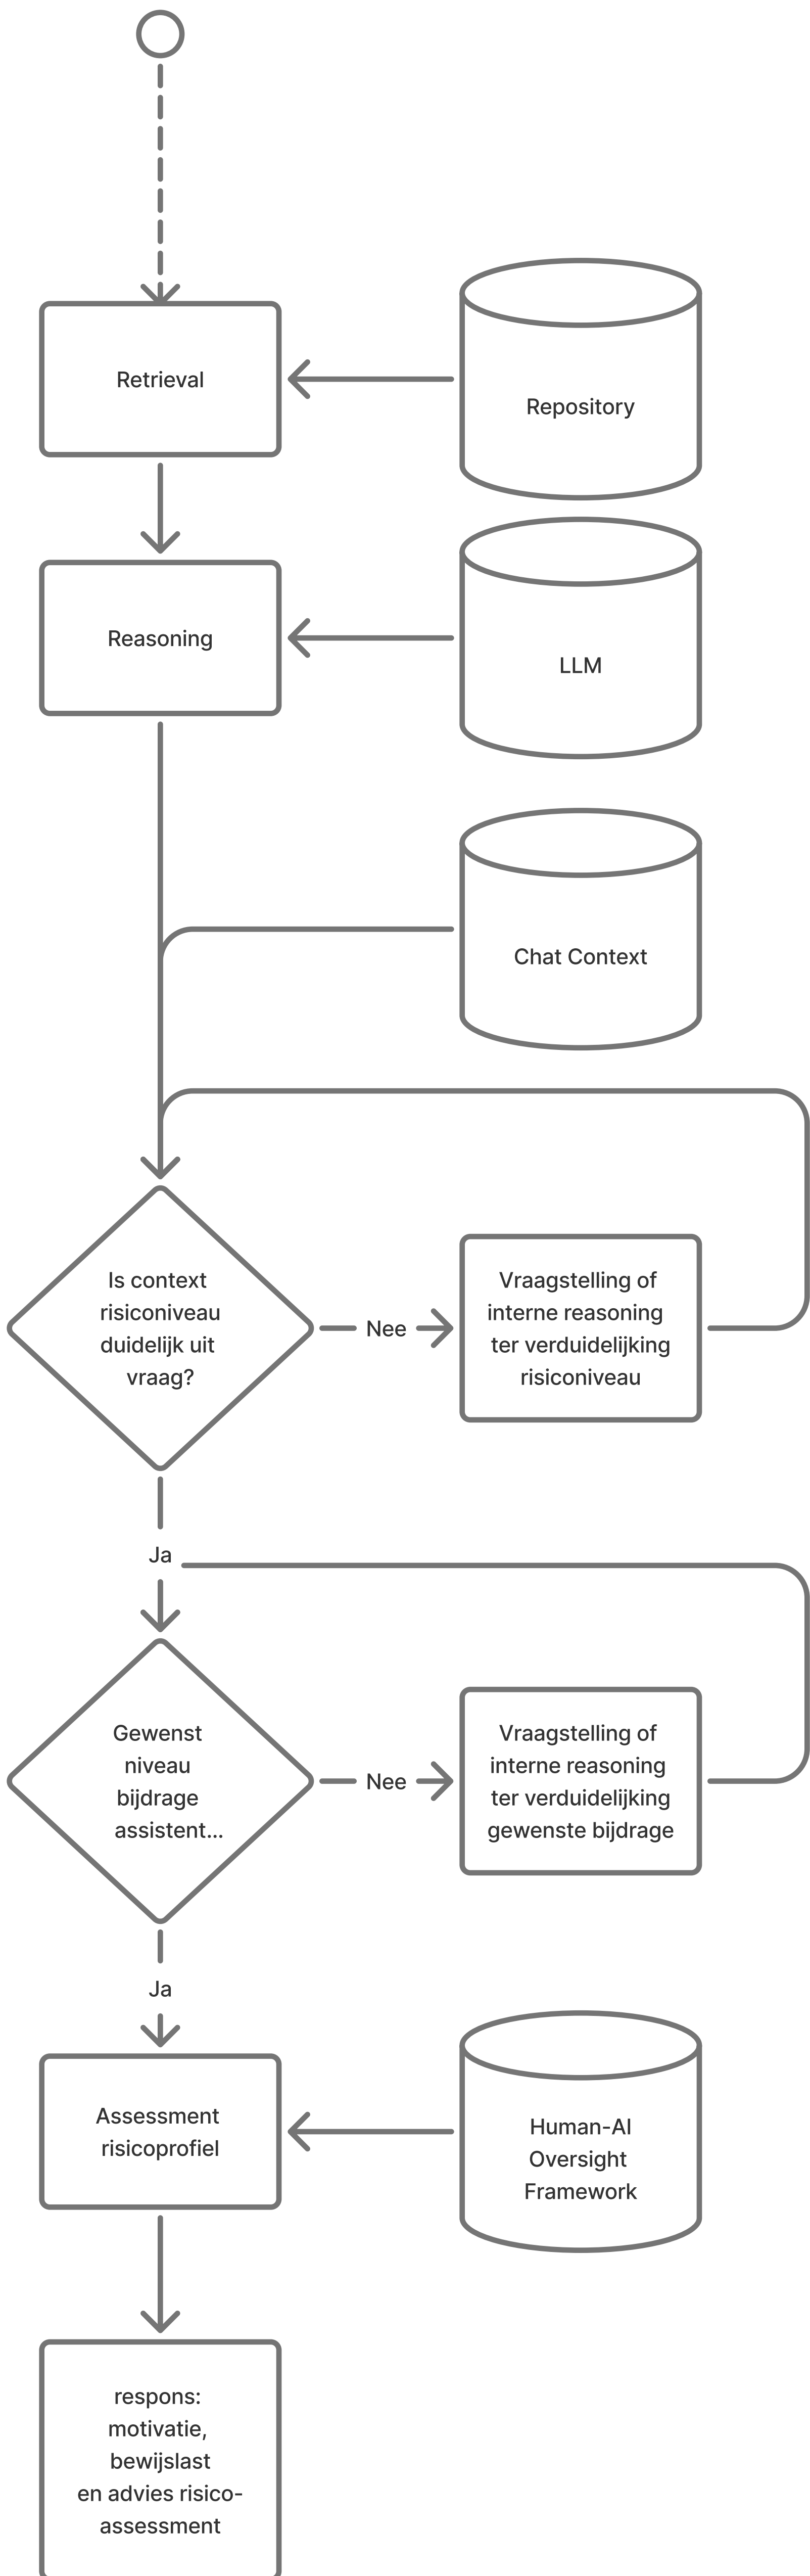 Retrieval
Repository
Reasoning
LLM
Chat Context
Is context
risiconiveau
duidelijk uit
vraag?
Nee
Vraagstelling of
interne reasoning
ter verduidelijking
risiconiveau
Ja
Gewenst
niveau
bijdrage
assistent...
Nee
Vraagstelling of
interne reasoning
ter verduidelijking
gewenste bijdrage
Ja
Assessment
risicoprofiel
Human-AI
Oversight
Framework
respons:
motivatie,
bewijslast
en advies risico-
assessment